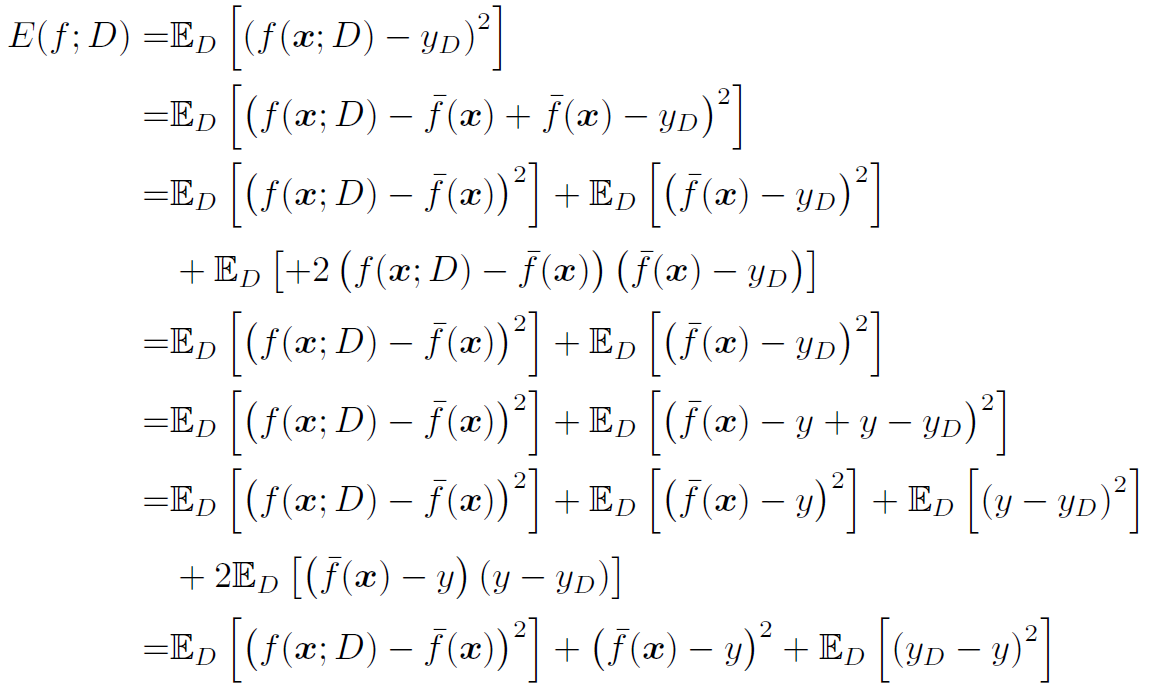 E(f; D) =𝔼_D [(f(𝒙; D) − y_D)²]
=𝔼_D [(f(𝒙; D) − f̄(𝒙) + f̄(𝒙) − y_D)²]
=𝔼_D [(f(𝒙; D) − f̄(𝒙))²] + 𝔼_D [(f̄(𝒙) − y_D)²]
+ 𝔼_D [+2 (f(𝒙; D) − f̄(𝒙)) (f̄(𝒙) − y_D)]
=𝔼_D [(f(𝒙; D) − f̄(𝒙))²] + 𝔼_D [(f̄(𝒙) − y_D)²]
=𝔼_D [(f(𝒙; D) − f̄(𝒙))²] + 𝔼_D [(f̄(𝒙) − y + y − y_D)²]
=𝔼_D [(f(𝒙; D) − f̄(𝒙))²] + 𝔼_D [(f̄(𝒙) − y)²] + 𝔼_D [(y − y_D)²]
+ 2𝔼_D [(f̄(𝒙) − y) (y − y_D)]
=𝔼_D [(f(𝒙; D) − f̄(𝒙))²] + (f̄(𝒙) − y)² + 𝔼_D [(y_D − y)²]